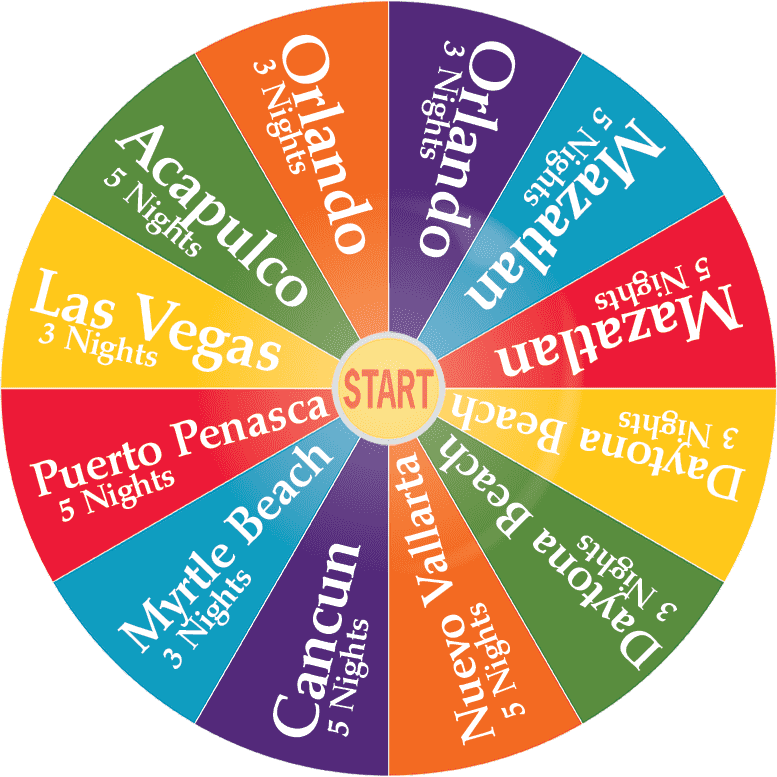 Orlando
3 Nights
Mazatlan
5 Nights
Mazatlan
5 Nights
Daytona Beach
3 Nights
Daytona Beach
3 Nights
Nuevo Vallarta
5 Nights
Cancun
5 Nights
Myrtle Beach
3 Nights
Puerto Penasca
5 Nights
Las Vegas
3 Nights
Acapulco
5 Nights
Orlando
3 Nights
START